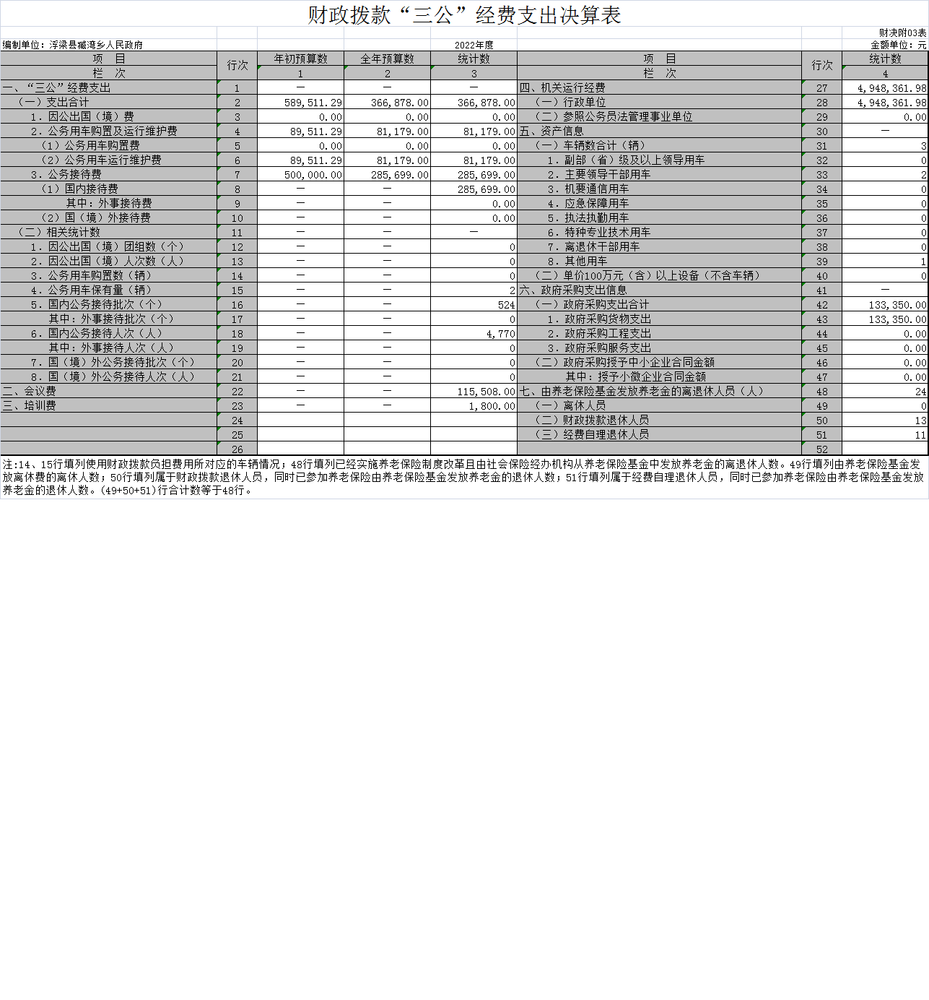 财政拨款“三公”经费支出决算表
财决附03表
编制单位：浮梁县臧湾乡人民政府 2022年度 金额单位：元
项 目 行次 年初预算数 全年预算数 统计数 项 目 行次 统计数
栏 次 1 2 3 栏 次 4
一、“三公”经费支出 1 — — — 四、机关运行经费 27 4,948,361.98
（一）支出合计 2 589,511.29 366,878.00 366,878.00 （一）行政单位 28 4,948,361.98
1．因公出国（境）费 3 0.00 0.00 0.00 （二）参照公务员法管理事业单位 29 0.00
2．公务用车购置及运行维护费 4 89,511.29 81,179.00 81,179.00 五、资产信息 30 —
（1）公务用车购置费 5 0.00 0.00 0.00 （一）车辆数合计（辆） 31 3
（2）公务用车运行维护费 6 89,511.29 81,179.00 81,179.00 1．副部（省）级及以上领导用车 32 0
3．公务接待费 7 500,000.00 285,699.00 285,699.00 2．主要领导干部用车 33 2
（1）国内接待费 8 — — 285,699.00 3．机要通信用车 34 0
其中：外事接待费 9 — — 0.00 4．应急保障用车 35 0
（2）国（境）外接待费 10 — — 0.00 5．执法执勤用车 36 0
（二）相关统计数 11 — — — 6．特种专业技术用车 37 0
1．因公出国（境）团组数（个） 12 — — 0 7．离退休干部用车 38 0
2．因公出国（境）人次数（人） 13 — — 0 8．其他用车 39 1
3．公务用车购置数（辆） 14 — — 0 （二）单价100万元（含）以上设备（不含车辆） 40 0
4．公务用车保有量（辆） 15 — — 2 六、政府采购支出信息 41 —
5．国内公务接待批次（个） 16 — — 524 （一）政府采购支出合计 42 133,350.00
其中：外事接待批次（个） 17 — — 0 1．政府采购货物支出 43 133,350.00
6．国内公务接待人次（人） 18 — — 4,770 2．政府采购工程支出 44 0.00
其中：外事接待人次（人） 19 — — 0 3．政府采购服务支出 45 0.00
7．国（境）外公务接待批次（个） 20 — — 0 （二）政府采购授予中小企业合同金额 46 0.00
8．国（境）外公务接待人次（人） 21 — — 0 其中：授予小微企业合同金额 47 0.00
二、会议费 22 — — 115,508.00 七、由养老保险基金发放养老金的离退休人员（人） 48 24
三、培训费 23 — — 1,800.00 （一）离休人员 49 0
24 （二）财政拨款退休人员 50 13
25 （三）经费自理退休人员 51 11
26 52
注:14、15行填列使用财政拨款负担费用所对应的车辆情况；48行填列已经实施养老保险制度改革且由社会保险经办机构从养老保险基金中发放养老金的离退休人数。49行填列由养老保险基金发
放离休费的离休人数；50行填列属于财政拨款退休人员，同时已参加养老保险由养老保险基金发放养老金的退休人数；51行填列属于经费自理退休人员，同时已参加养老保险由养老保险基金发放
养老金的退休人数。(49+50+51)行合计数等于48行。